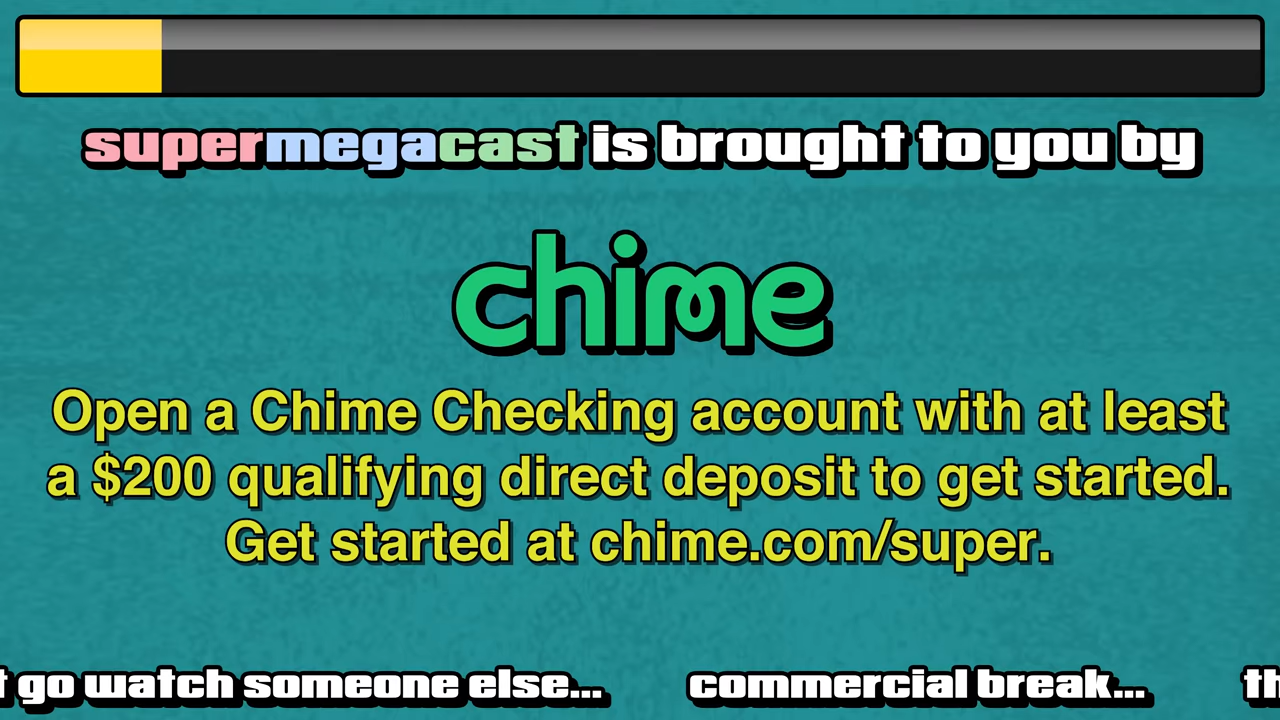 supermegacast is brought to you by
chime
Open a Chime Checking account with at least
a $200 qualifying direct deposit to get started.
Get started at chime.com/super.
go watch someone else... commercial break...